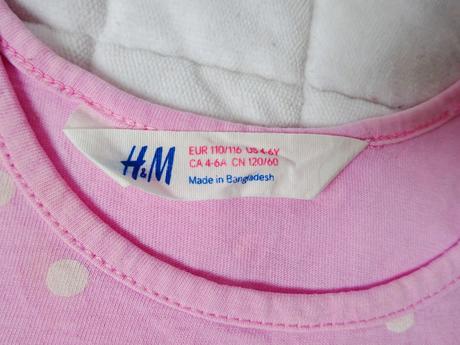 H&M
EUR 110/116 US 4-6Y
CA 4-6A CN 120/60
Made in Bangladesh